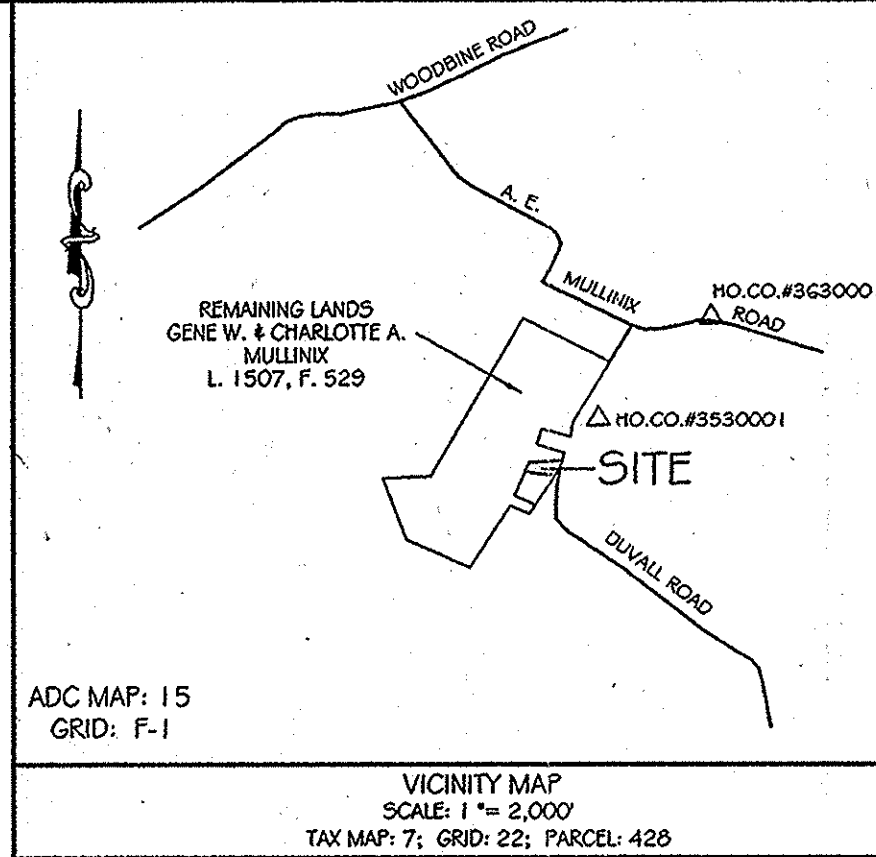 WOODBINE ROAD
A. E.
MULLINIX
HO.CO.#363000
ROAD
REMAINING LANDS
GENE W. & CHARLOTTE A.
MULLINIX
L. 1507, F. 529
HO.CO.#3530001
SITE
DUVALL ROAD
ADC MAP: 15
GRID: F-1
VICINITY MAP
SCALE: 1 "= 2,000'
TAX MAP: 7; GRID: 22; PARCEL: 428